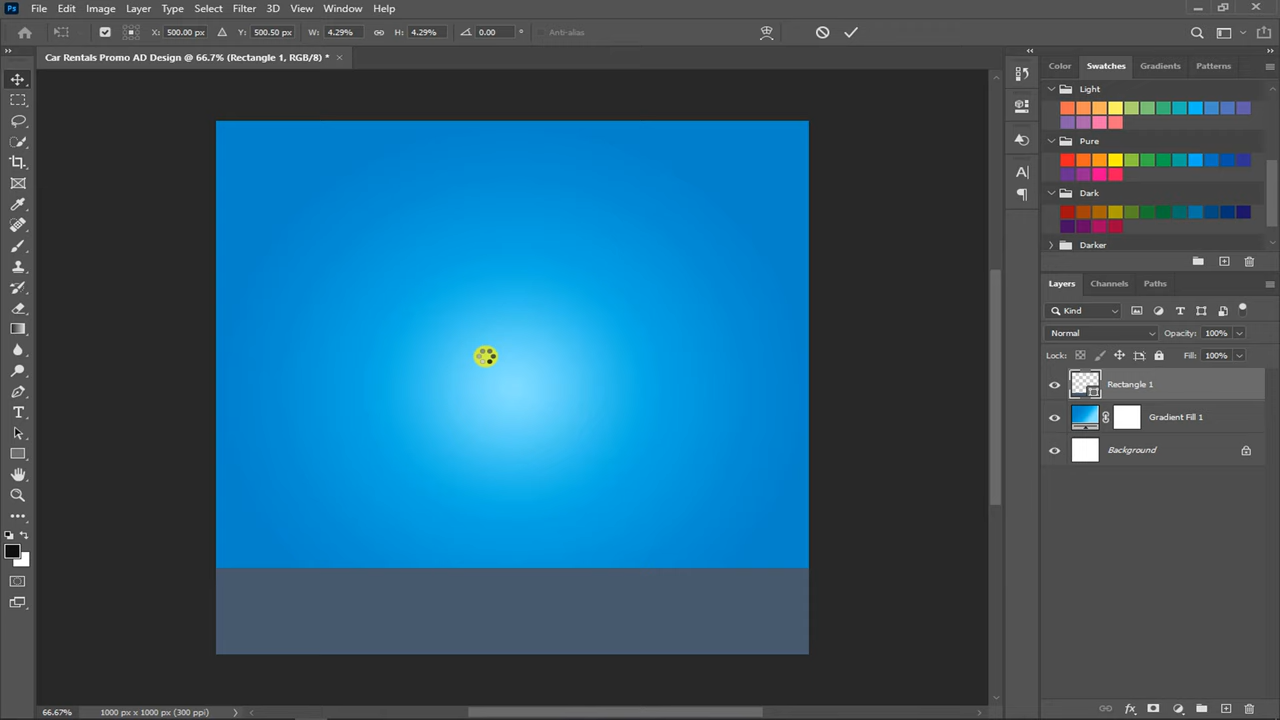 Ps File Edit Image Layer Type Select Filter 3D View Window Help
X: 500.00 px Y: 500.50 px W: 4.29% H: 4.29% 0.00 ° Anti-alias
Car Rentals Promo AD Design @ 66.7% (Rectangle 1, RGB/8) *
Color Swatches Gradients Patterns
Light
Pure
Dark
Darker
Layers Channels Paths
Kind
Normal Opacity: 100%
Lock: Fill: 100%
Rectangle 1
Gradient Fill 1
Background
66.67% 1000 px x 1000 px (300 ppi)